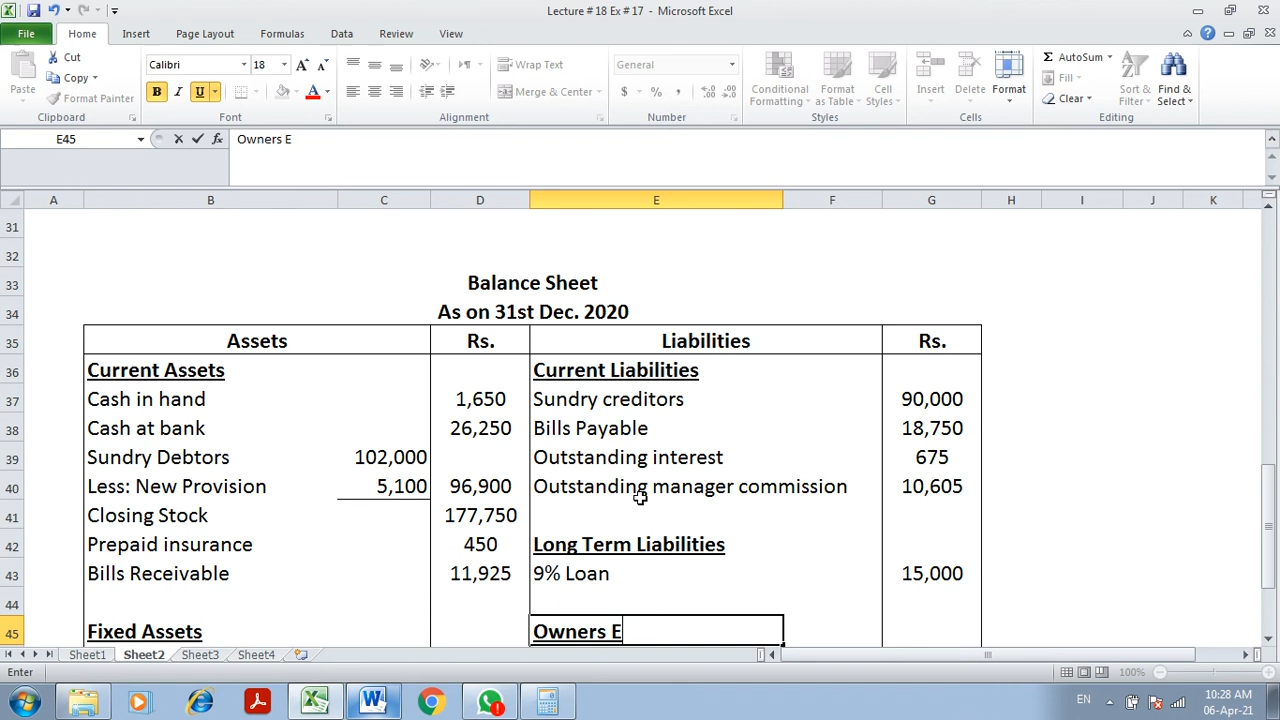 Lecture # 18 Ex # 17 - Microsoft Excel
File Home Insert Page Layout Formulas Data Review View
Paste Cut Copy Format Painter Clipboard
Calibri 18 A A B I U A Font
Wrap Text Merge & Center Alignment
General $ % , .0 .00 .00 .0 Number
Conditional Formatting Format as Table Cell Styles Styles
Insert Delete Format Cells
Σ AutoSum Fill Clear Sort & Filter Find & Select Editing
E45 fx Owners E
A B C D E F G H I J K
31
32
33 Balance Sheet
34 As on 31st Dec. 2020
35 Assets Rs. Liabilities Rs.
36 Current Assets Current Liabilities
37 Cash in hand 1,650 Sundry creditors 90,000
38 Cash at bank 26,250 Bills Payable 18,750
39 Sundry Debtors 102,000 Outstanding interest 675
40 Less: New Provision 5,100 96,900 Outstanding manager commission 10,605
41 Closing Stock 177,750
42 Prepaid insurance 450 Long Term Liabilities
43 Bills Receivable 11,925 9% Loan 15,000
44
45 Fixed Assets Owners E
Sheet1 Sheet2 Sheet3 Sheet4
Enter 100%
EN 10:28 AM
06-Apr-21